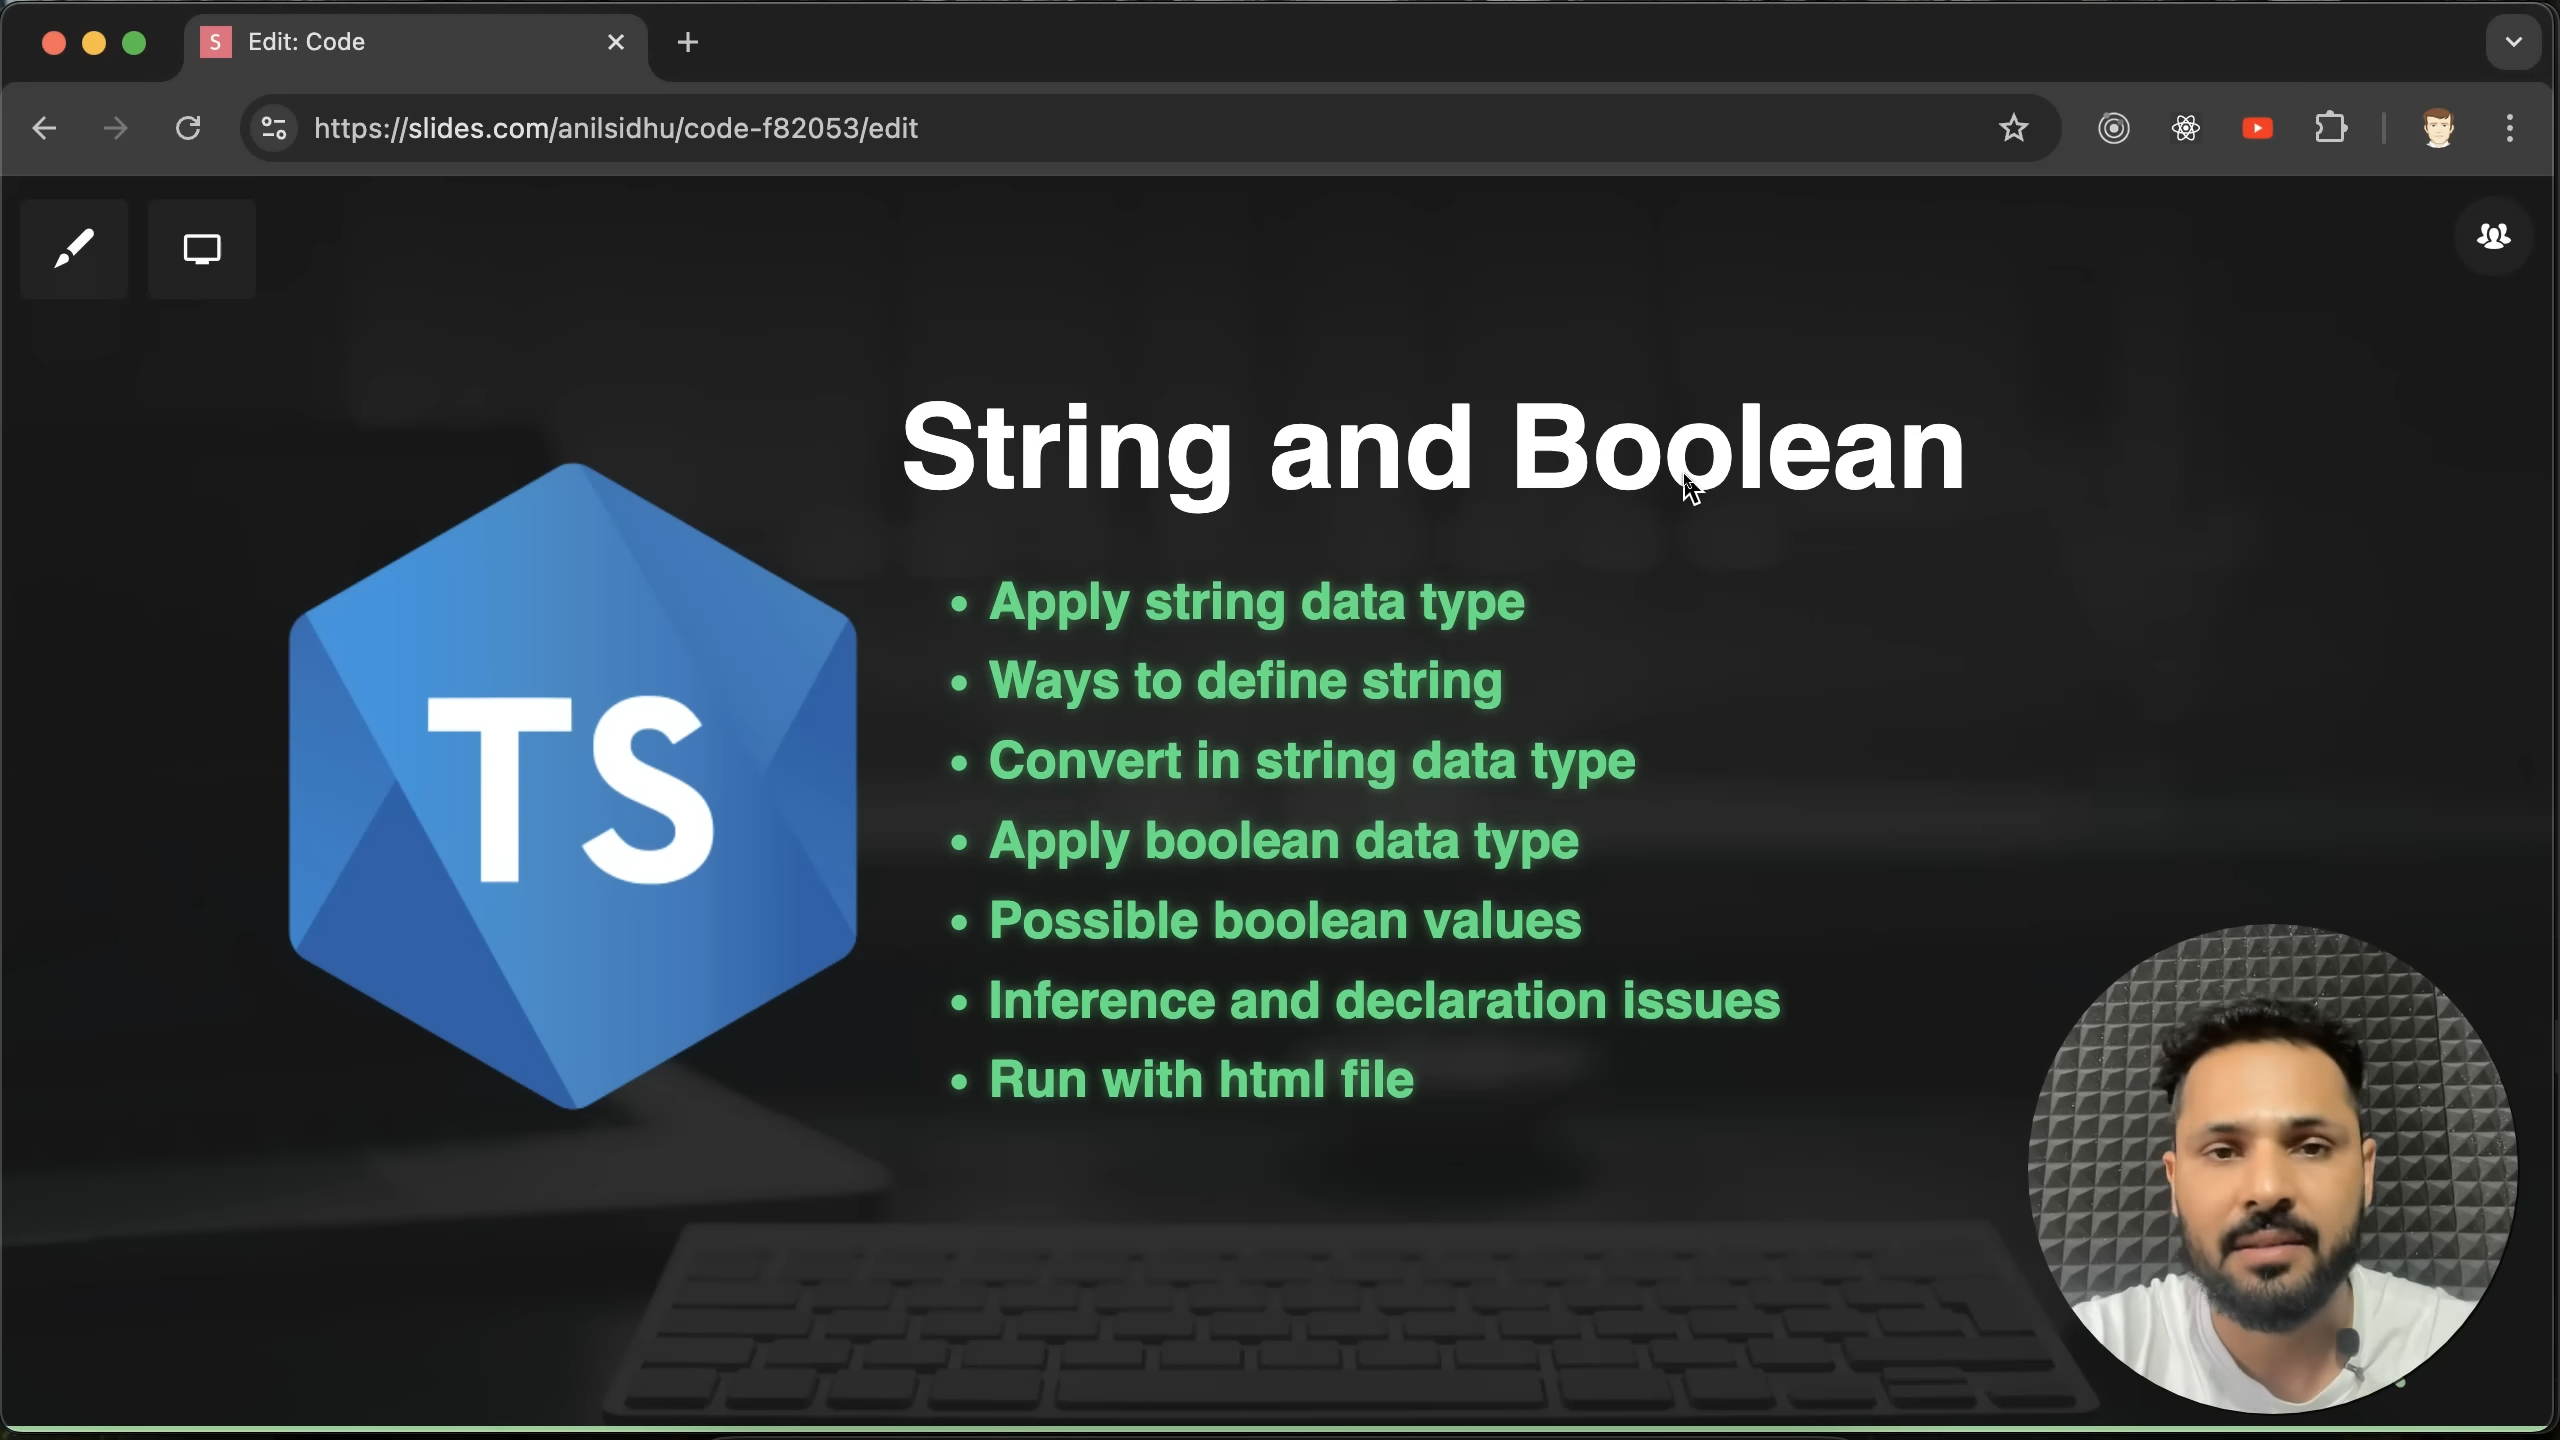 S Edit: Code
https://slides.com/anilsidhu/code-f82053/edit
String and Boolean
TS
• Apply string data type
• Ways to define string
• Convert in string data type
• Apply boolean data type
• Possible boolean values
• Inference and declaration issues
• Run with html file